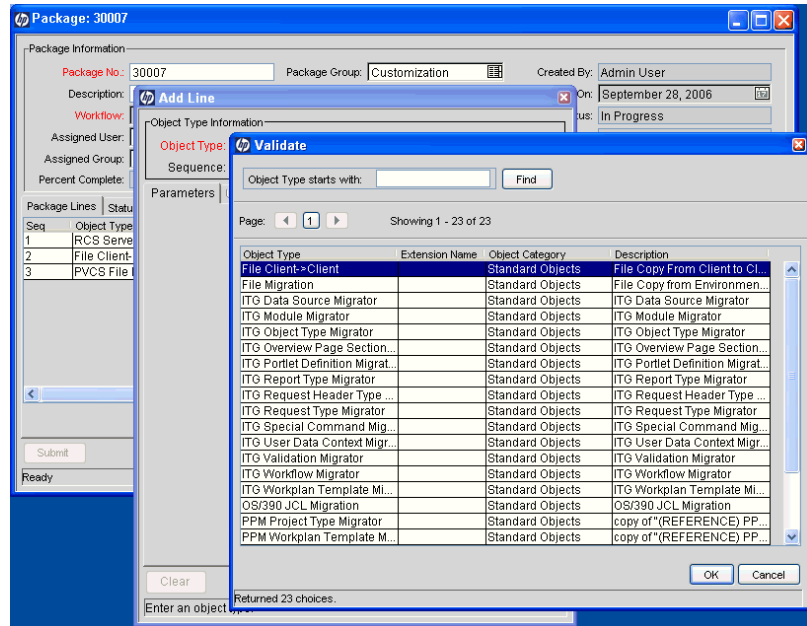 Package: 30007
Package Information
Package No.: 30007 Package Group: Customization Created By: Admin User
Description: On: September 28, 2006
Workflow: In Progress
Assigned User:
Assigned Group:
Percent Complete:
Package Lines
Seq Object Type
1 RCS Serve
2 File Client-
3 PVCS File
Submit
Ready
Add Line
Object Type Information
Object Type:
Sequence:
Parameters
Clear
Enter an object
Validate
Object Type starts with: Find
Page: 1 Showing 1 - 23 of 23
Object Type Extension Name Object Category Description
File Client->Client Standard Objects File Copy From Client to Cl...
File Migration Standard Objects File Copy from Environmen...
ITG Data Source Migrator Standard Objects ITG Data Source Migrator
ITG Module Migrator Standard Objects ITG Module Migrator
ITG Object Type Migrator Standard Objects ITG Object Type Migrator
ITG Overview Page Section... Standard Objects ITG Overview Page Section...
ITG Portlet Definition Migrat... Standard Objects ITG Portlet Definition Migrat...
ITG Report Type Migrator Standard Objects ITG Report Type Migrator
ITG Request Header Type ... Standard Objects ITG Request Header Type ...
ITG Request Type Migrator Standard Objects ITG Request Type Migrator
ITG Special Command Mig... Standard Objects ITG Special Command Mig...
ITG User Data Context Migr... Standard Objects ITG User Data Context Migr...
ITG Validation Migrator Standard Objects ITG Validation Migrator
ITG Workflow Migrator Standard Objects ITG Workflow Migrator
ITG Workplan Template Mi... Standard Objects ITG Workplan Template Mi...
OS/390 JCL Migration Standard Objects OS/390 JCL Migration
PPM Project Type Migrator Standard Objects copy of "(REFERENCE) PP...
PPM Workplan Template M... Standard Objects copy of "(REFERENCE) PP...
OK Cancel
Returned 23 choices.